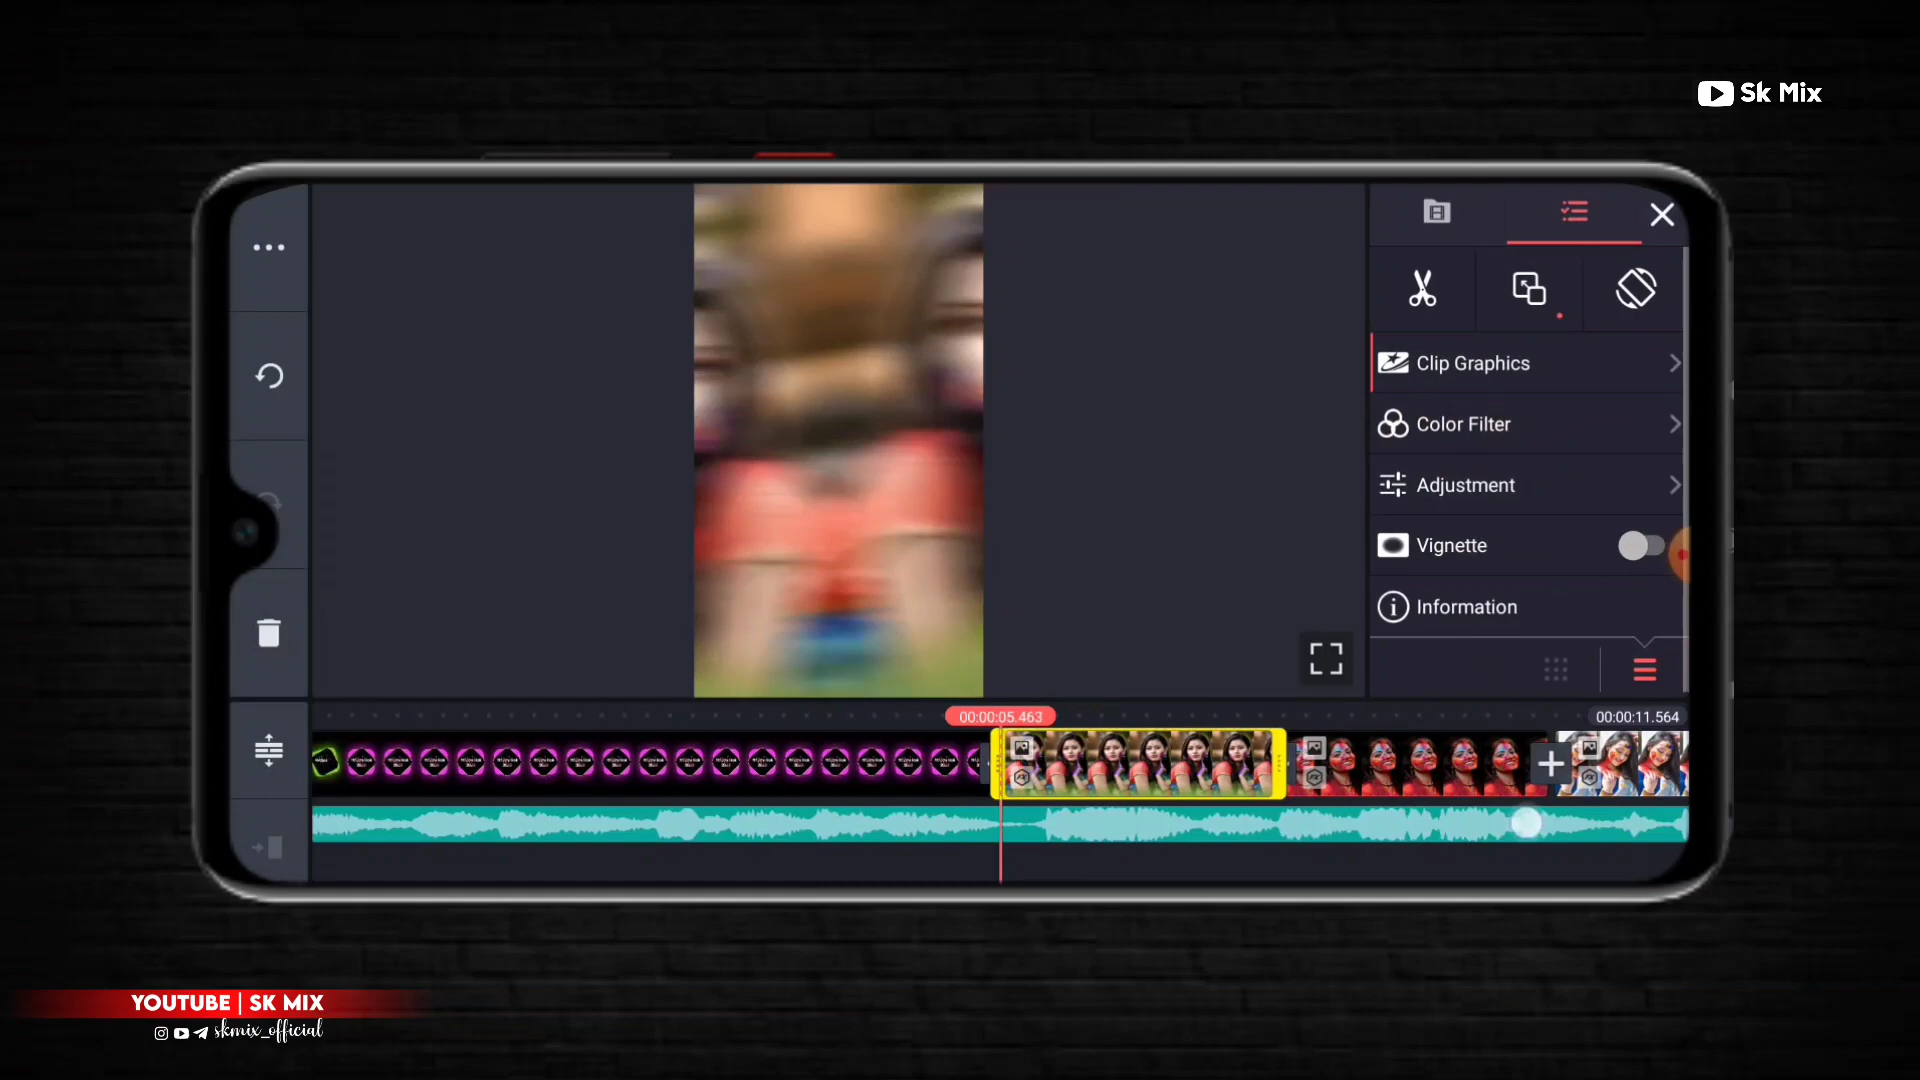 Sk Mix
Clip Graphics
Color Filter
Adjustment
Vignette
Information
00:00:05.463
00:00:11.564
YOUTUBE | SK MIX
skmix_official